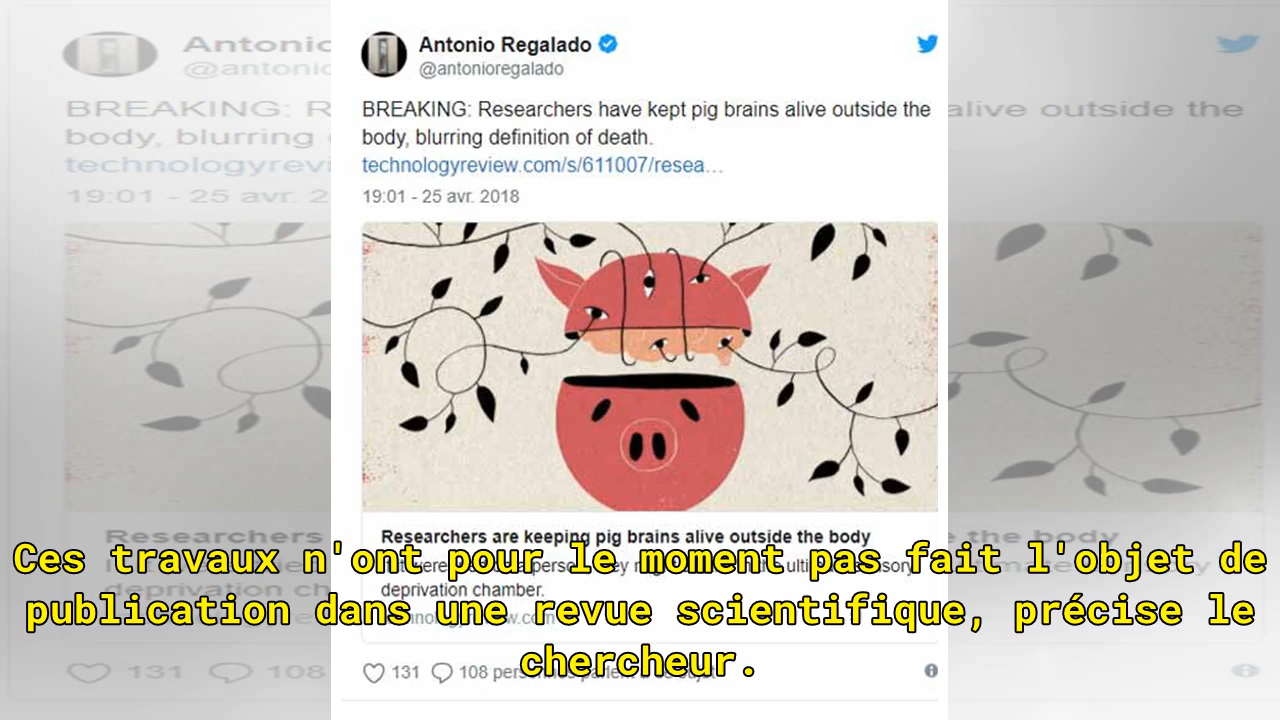 Antonio Regalado
@antonioregalado
BREAKING: Researchers have kept pig brains alive outside the
body, blurring definition of death.
technologyreview.com/s/611007/resea...
19:01 - 25 avr. 2018
Researchers are keeping pig brains alive outside the body
deprivation chamber.
131 108
Ces travaux n'ont pour le moment pas fait l'objet de
publication dans une revue scientifique, précise le
chercheur.